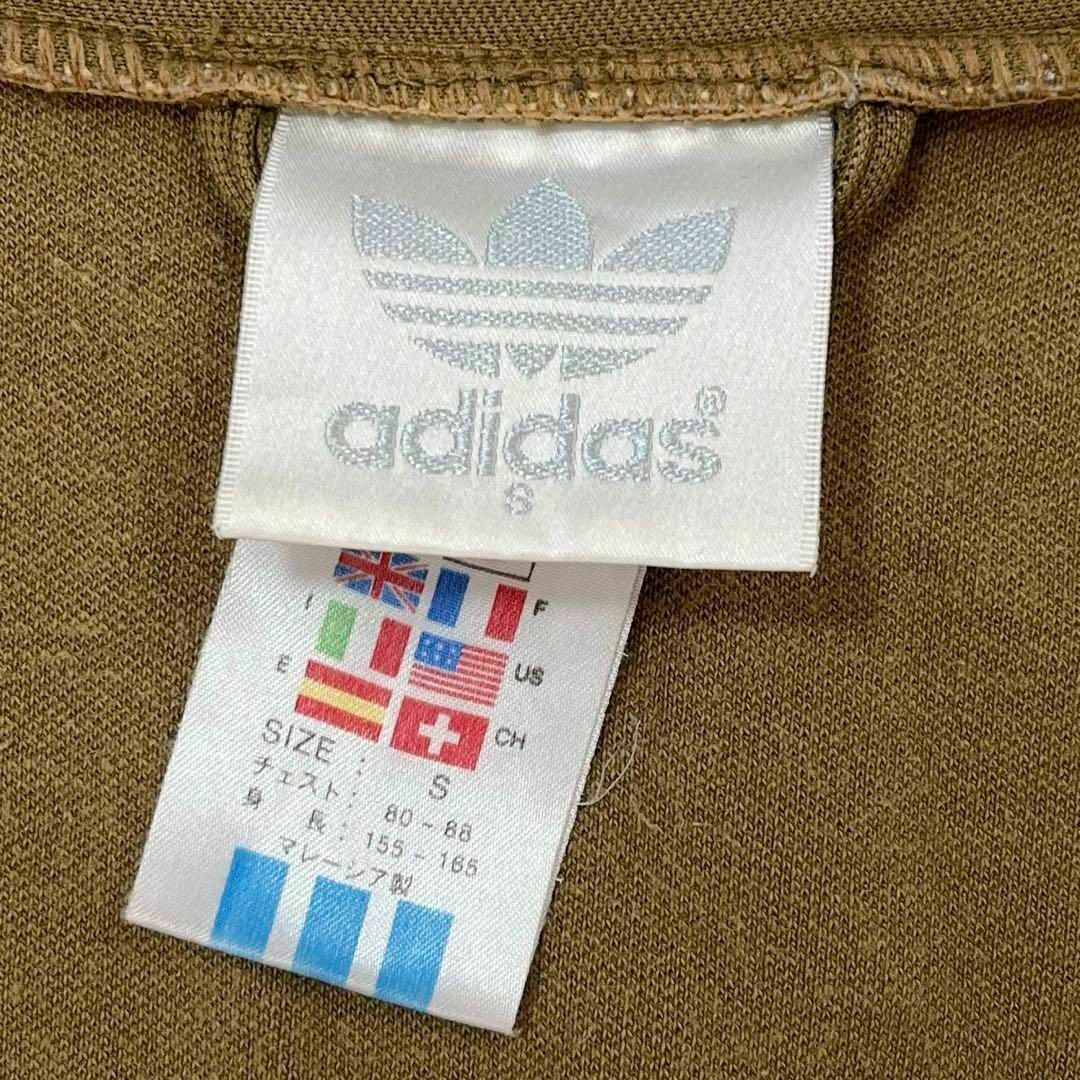 adidas®
S
F
I
US
E
CH
SIZE : S
チェスト : 80 - 88
身 長 : 155 - 165
マレーシア製